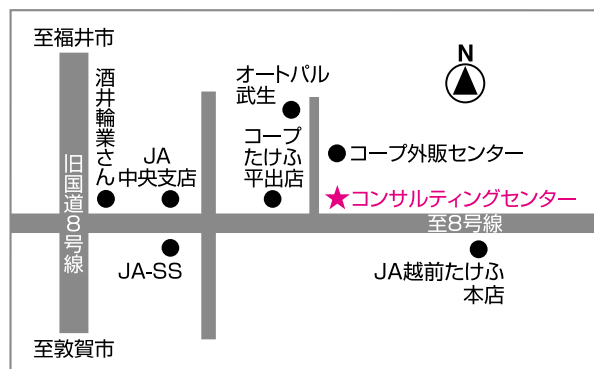 至福井市
酒井輪業さん
旧国道8号線
至敦賀市
JA
中央支店
JA-SS
オートパル
武生
コープ
たけふ
平出店
N
コープ外販センター
★コンサルティングセンター
至8号線
JA越前たけふ
本店